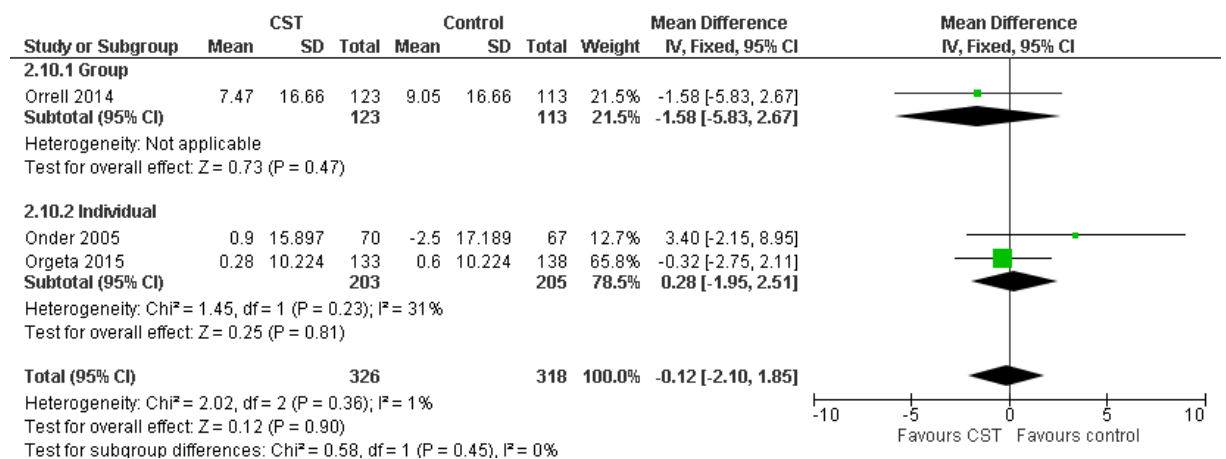 CST Control Mean Difference Mean Difference
Study or Subgroup Mean SD Total Mean SD Total Weight IV, Fixed, 95% CI IV, Fixed, 95% CI
2.10.1 Group
Orrell 2014 7.47 16.66 123 9.05 16.66 113 21.5% -1.58 [-5.83, 2.67]
Subtotal (95% CI) 123 113 21.5% -1.58 [-5.83, 2.67]
Heterogeneity: Not applicable
Test for overall effect: Z = 0.73 (P = 0.47)
2.10.2 Individual
Onder 2005 0.9 15.897 70 -2.5 17.189 67 12.7% 3.40 [-2.15, 8.95]
Orgeta 2015 0.28 10.224 133 0.6 10.224 138 65.8% -0.32 [-2.75, 2.11]
Subtotal (95% CI) 203 205 78.5% 0.28 [-1.95, 2.51]
Heterogeneity: Chi² = 1.45, df = 1 (P = 0.23); I² = 31%
Test for overall effect: Z = 0.25 (P = 0.81)
Total (95% CI) 326 318 100.0% -0.12 [-2.10, 1.85]
Heterogeneity: Chi² = 2.02, df = 2 (P = 0.36); I² = 1%
Test for overall effect: Z = 0.12 (P = 0.90)
Test for subgroup differences: Chi² = 0.58, df = 1 (P = 0.45), I² = 0%
-10 -5 0 5 10
Favours CST Favours control